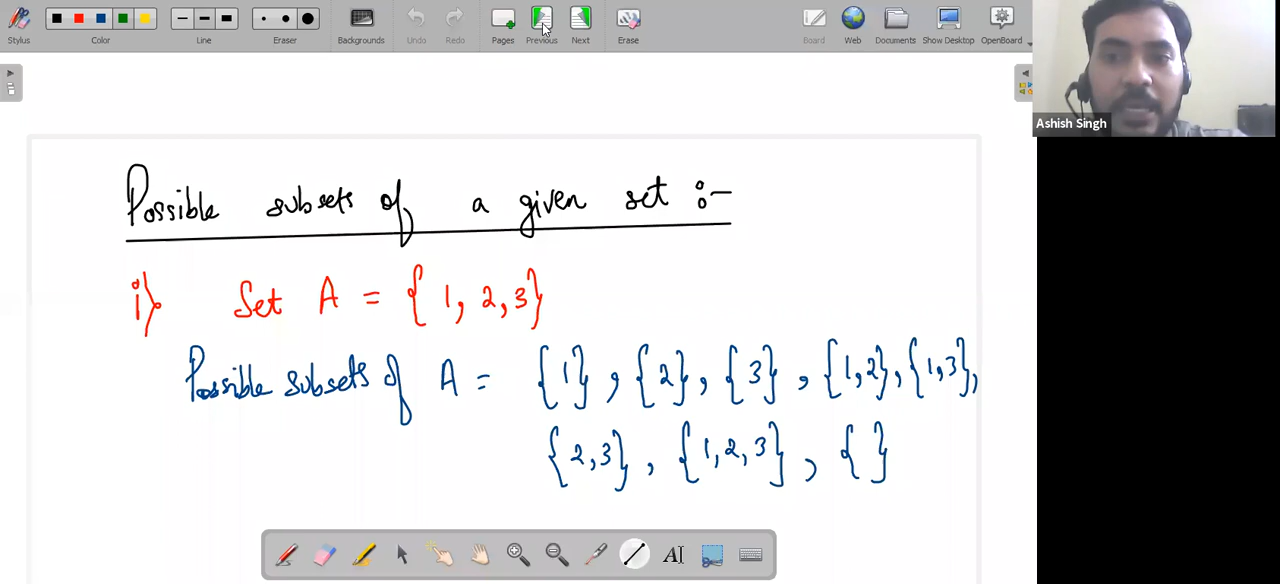 Stylus Color Line Eraser Backgrounds Undo Redo Pages Previous Next Erase Board Web Documents Show Desktop OpenBoard
Ashish Singh
Possible subsets of a given set :-
i) Set A = { 1, 2, 3}
Possible subsets of A = {1}, {2}, {3}, {1,2}, {1,3},
{2,3}, {1,2,3}, { }
AI